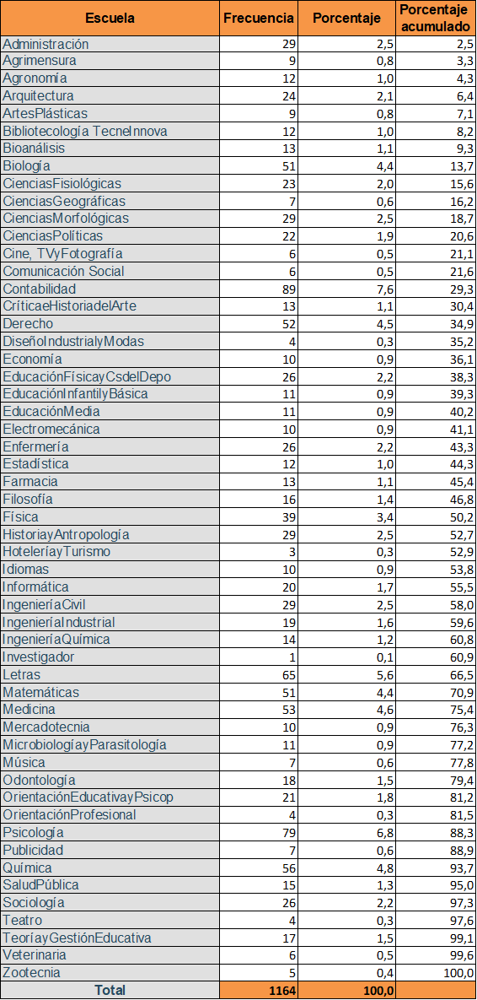 Escuela Frecuencia Porcentaje Porcentaje acumulado
Administración 29 2,5 2,5
Agrimensura 9 0,8 3,3
Agronomía 12 1,0 4,3
Arquitectura 24 2,1 6,4
ArtesPlásticas 9 0,8 7,1
Bibliotecología TecneInnova 12 1,0 8,2
Bioanálisis 13 1,1 9,3
Biología 51 4,4 13,7
CienciasFisiológicas 23 2,0 15,6
CienciasGeográficas 7 0,6 16,2
CienciasMorfológicas 29 2,5 18,7
CienciasPolíticas 22 1,9 20,6
Cine, TVyFotografía 6 0,5 21,1
Comunicación Social 6 0,5 21,6
Contabilidad 89 7,6 29,3
CríticaeHistoriadelArte 13 1,1 30,4
Derecho 52 4,5 34,9
DiseñoIndustrialyModas 4 0,3 35,2
Economía 10 0,9 36,1
EducaciónFísicayCsdelDepo 26 2,2 38,3
EducaciónInfantilyBásica 11 0,9 39,3
EducaciónMedia 11 0,9 40,2
Electromecánica 10 0,9 41,1
Enfermería 26 2,2 43,3
Estadística 12 1,0 44,3
Farmacia 13 1,1 45,4
Filosofía 16 1,4 46,8
Física 39 3,4 50,2
HistoriayAntropología 29 2,5 52,7
HoteleríayTurismo 3 0,3 52,9
Idiomas 10 0,9 53,8
Informática 20 1,7 55,5
IngenieríaCivil 29 2,5 58,0
IngenieríaIndustrial 19 1,6 59,6
IngenieríaQuímica 14 1,2 60,8
Investigador 1 0,1 60,9
Letras 65 5,6 66,5
Matemáticas 51 4,4 70,9
Medicina 53 4,6 75,4
Mercadotecnia 10 0,9 76,3
MicrobiologíayParasitología 11 0,9 77,2
Música 7 0,6 77,8
Odontología 18 1,5 79,4
OrientaciónEducativayPsicop 21 1,8 81,2
OrientaciónProfesional 4 0,3 81,5
Psicología 79 6,8 88,3
Publicidad 7 0,6 88,9
Química 56 4,8 93,7
SaludPública 15 1,3 95,0
Sociología 26 2,2 97,3
Teatro 4 0,3 97,6
TeoríayGestiónEducativa 17 1,5 99,1
Veterinaria 6 0,5 99,6
Zootecnia 5 0,4 100,0
Total 1164 100,0